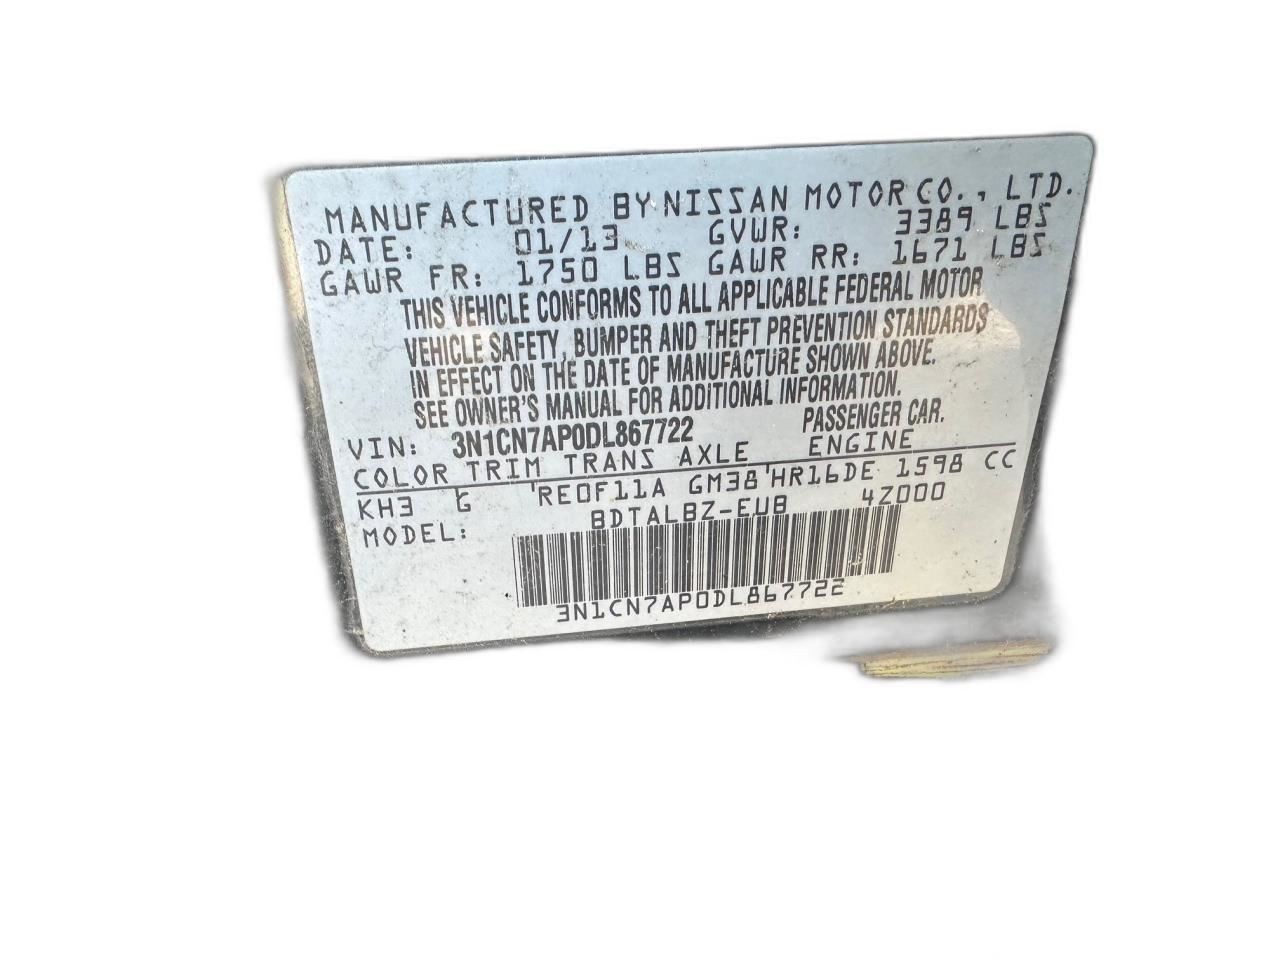 MANUFACTURED BY NISSAN MOTOR CO., LTD.
DATE: 01/13 GVWR: 3389 LBS
GAWR FR: 1750 LBS GAWR RR: 1671 LBS
THIS VEHICLE CONFORMS TO ALL APPLICABLE FEDERAL MOTOR
VEHICLE SAFETY, BUMPER AND THEFT PREVENTION STANDARDS
IN EFFECT ON THE DATE OF MANUFACTURE SHOWN ABOVE.
SEE OWNER'S MANUAL FOR ADDITIONAL INFORMATION.
VIN: 3N1CN7AP0DL867722 PASSENGER CAR.
COLOR TRIM TRANS AXLE ENGINE
KH3 G RE0F11A GM38 HR16DE 1598 CC
MODEL: BDTALBZ-EUB 4Z000
3N1CN7AP0DL867722